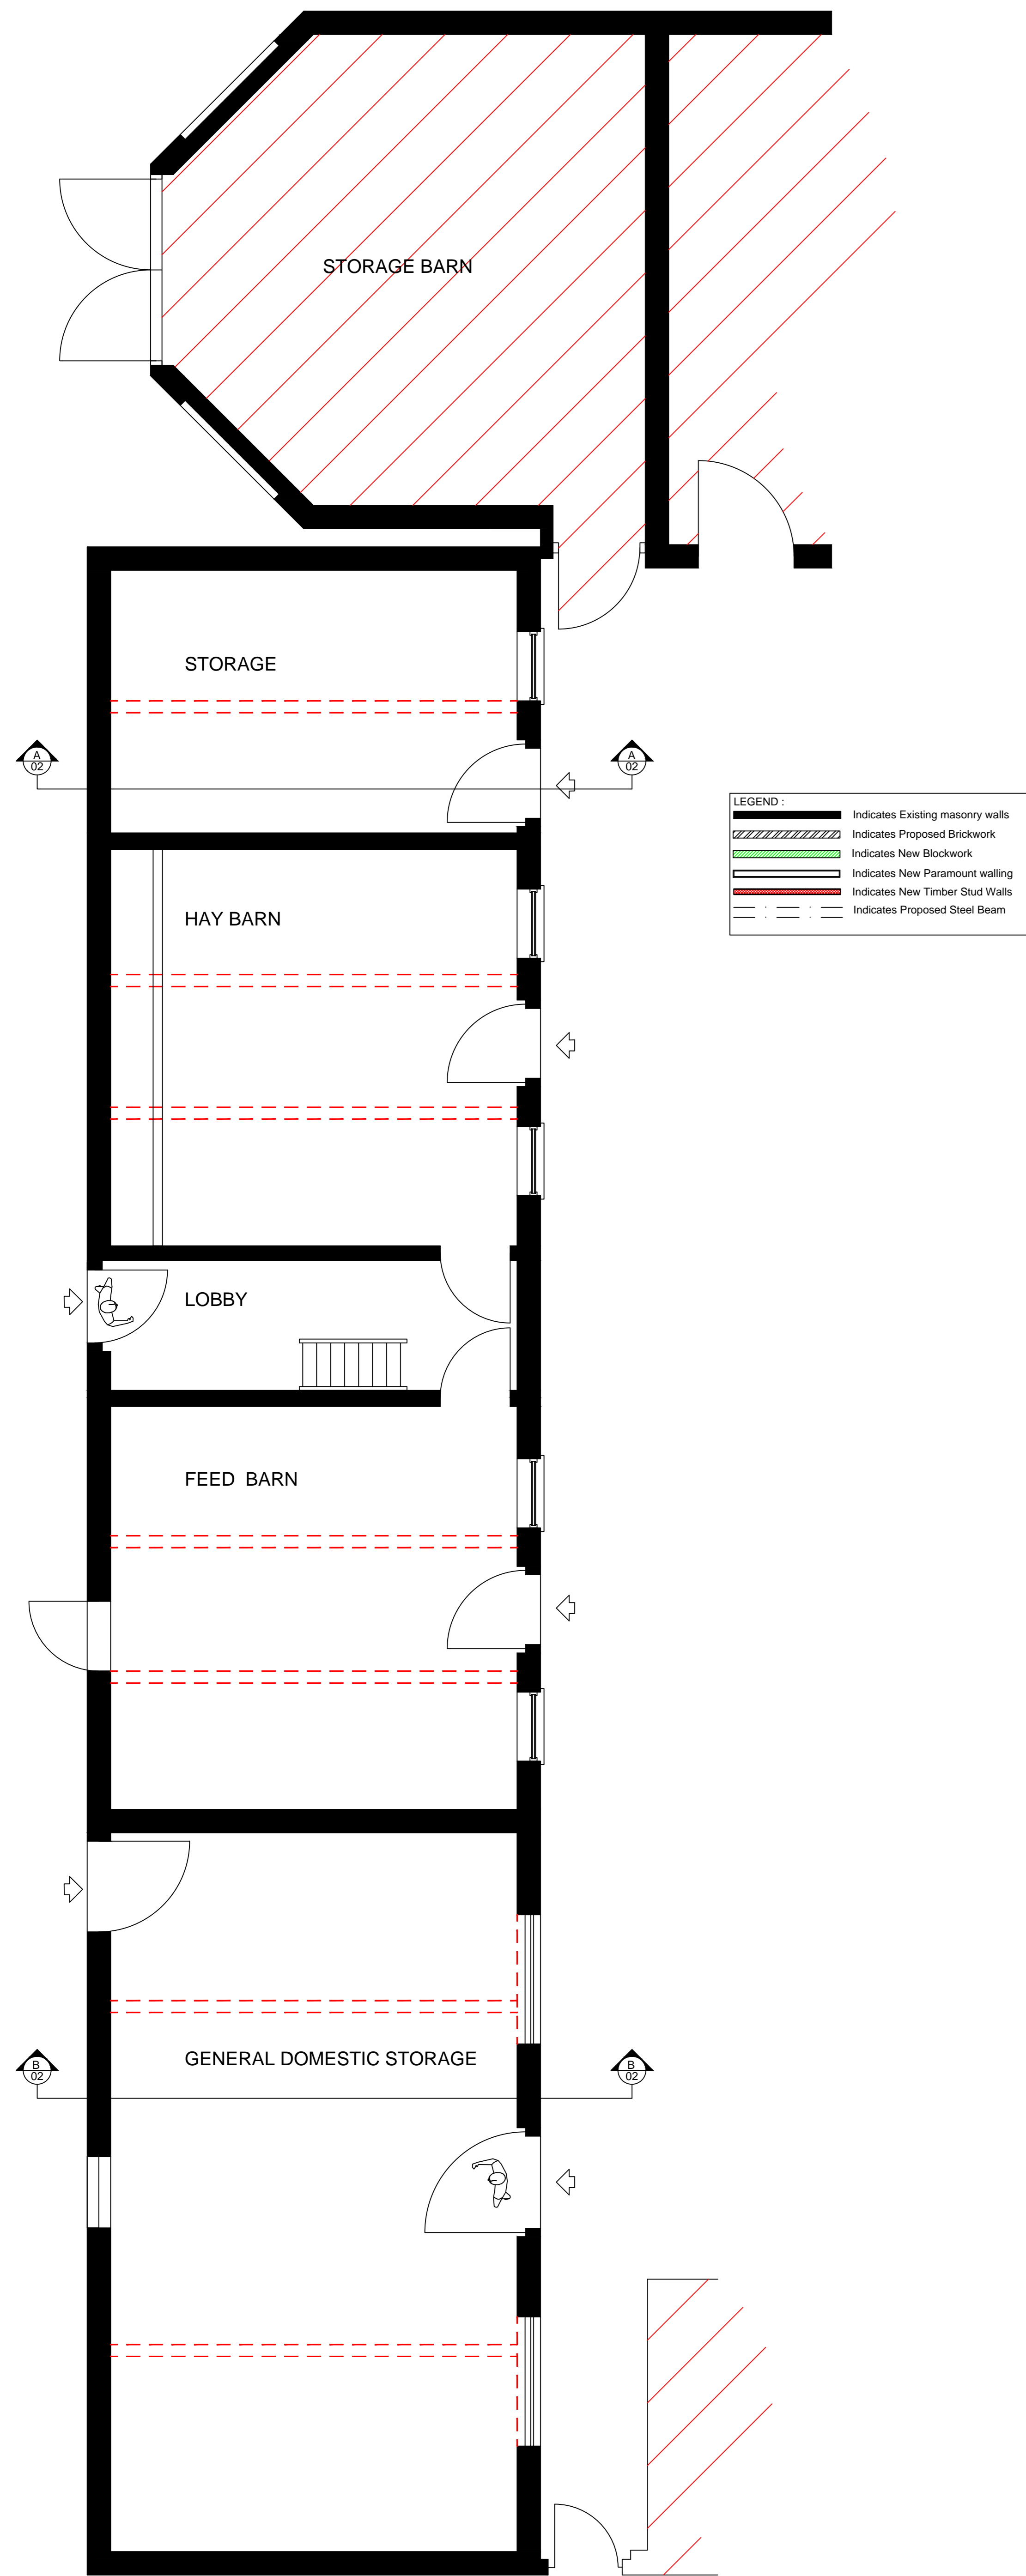 STORAGE BARN
STORAGE
A
02
A
02
LEGEND :
Indicates Existing masonry walls
Indicates Proposed Brickwork
Indicates New Blockwork
Indicates New Paramount walling
Indicates New Timber Stud Walls
Indicates Proposed Steel Beam
HAY BARN
LOBBY
FEED BARN
GENERAL DOMESTIC STORAGE
B
02
B
02